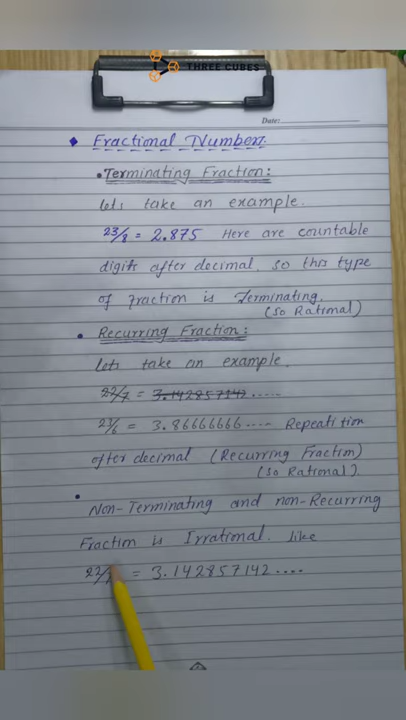 THREE CUBES
Date:
Fractional Number.
Terminating Fraction:
lets take an example.
23/8 = 2.875 Here are countable
digits after decimal, so this type
of fraction is Terminating.
(So Rational)
Recurring Fraction:
lets take an example.
22/7 = 3.142857142.....
23/6 = 3.86666666.... Repeatition
after decimal (Recurring Fraction)
(So Rational).
Non-Terminating and non-Recurring
Fraction is Irrational. like
22/7 = 3.142857142....